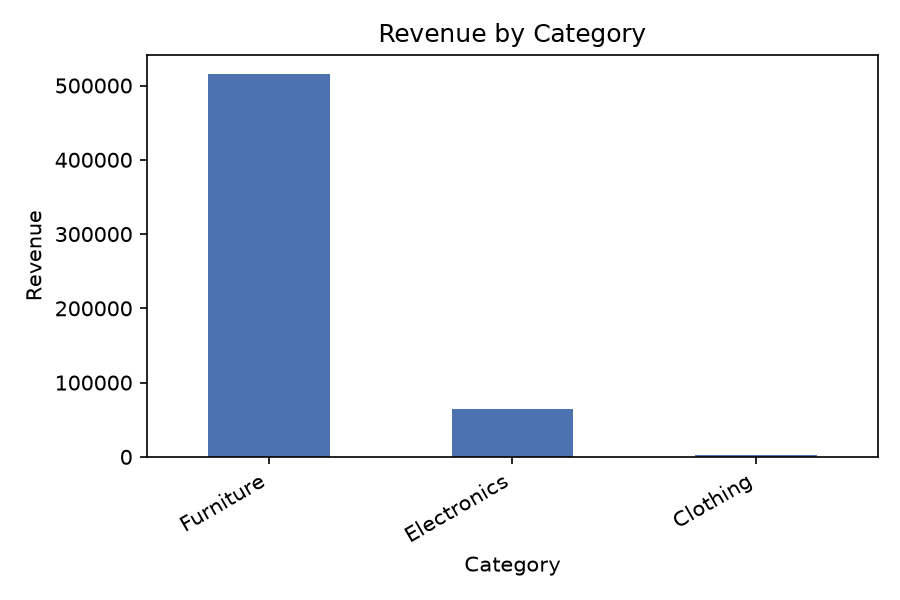 Revenue by Category
Revenue
500000
400000
300000
200000
100000
0
Furniture
Electronics
Clothing
Category